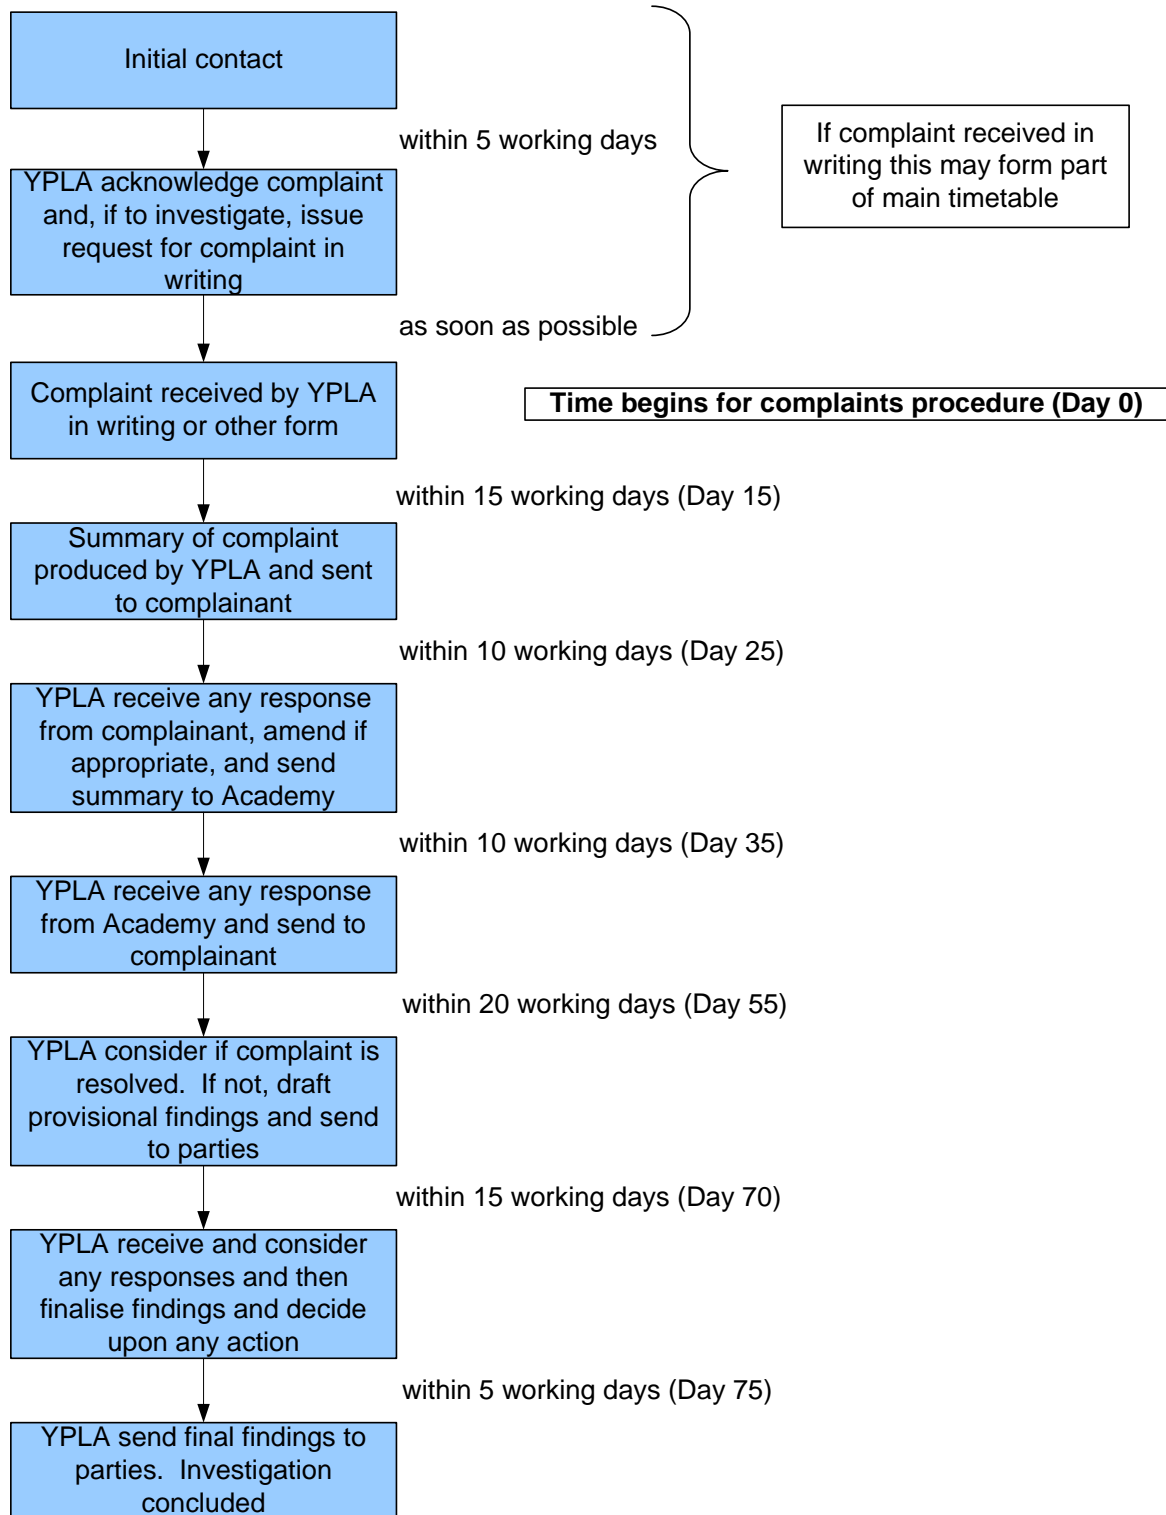 Initial contact
within 5 working days
If complaint received in
writing this may form part
of main timetable
YPLA acknowledge complaint
and, if to investigate, issue
request for complaint in
writing
as soon as possible
Complaint received by YPLA
in writing or other form
Time begins for complaints procedure (Day 0)
within 15 working days (Day 15)
Summary of complaint
produced by YPLA and sent
to complainant
within 10 working days (Day 25)
YPLA receive any response
from complainant, amend if
appropriate, and send
summary to Academy
within 10 working days (Day 35)
YPLA receive any response
from Academy and send to
complainant
within 20 working days (Day 55)
YPLA consider if complaint is
resolved.  If not, draft
provisional findings and send
to parties
within 15 working days (Day 70)
YPLA receive and consider
any responses and then
finalise findings and decide
upon any action
within 5 working days (Day 75)
YPLA send final findings to
parties.  Investigation
concluded